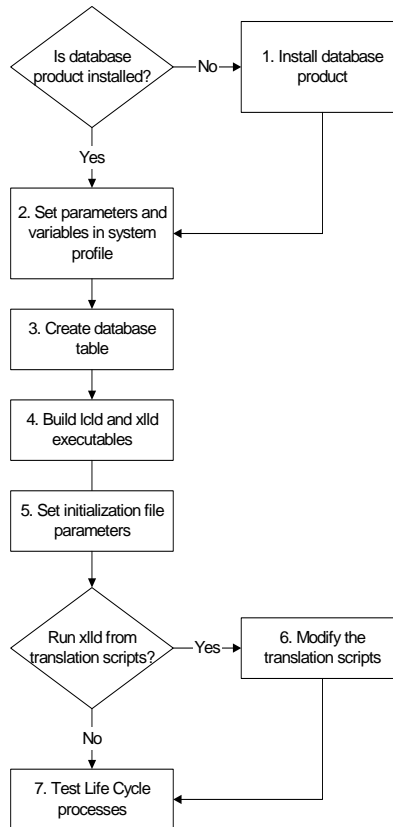 Is database
product installed?
No
1. Install database
product
Yes
2. Set parameters and
variables in system
profile
3. Create database
table
4. Build lcld and xlld
executables
5. Set initialization file
parameters
Run xlld from
translation scripts?
Yes
6. Modify the
translation scripts
No
7. Test Life Cycle
processes